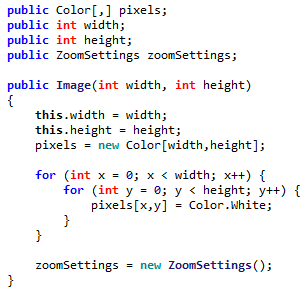 public Color[,] pixels;
public int width;
public int height;
public ZoomSettings zoomSettings;

public Image(int width, int height)
{
    this.width = width;
    this.height = height;
    pixels = new Color[width,height];

    for (int x = 0; x < width; x++) {
        for (int y = 0; y < height; y++) {
            pixels[x,y] = Color.White;
        }
    }

    zoomSettings = new ZoomSettings();
}